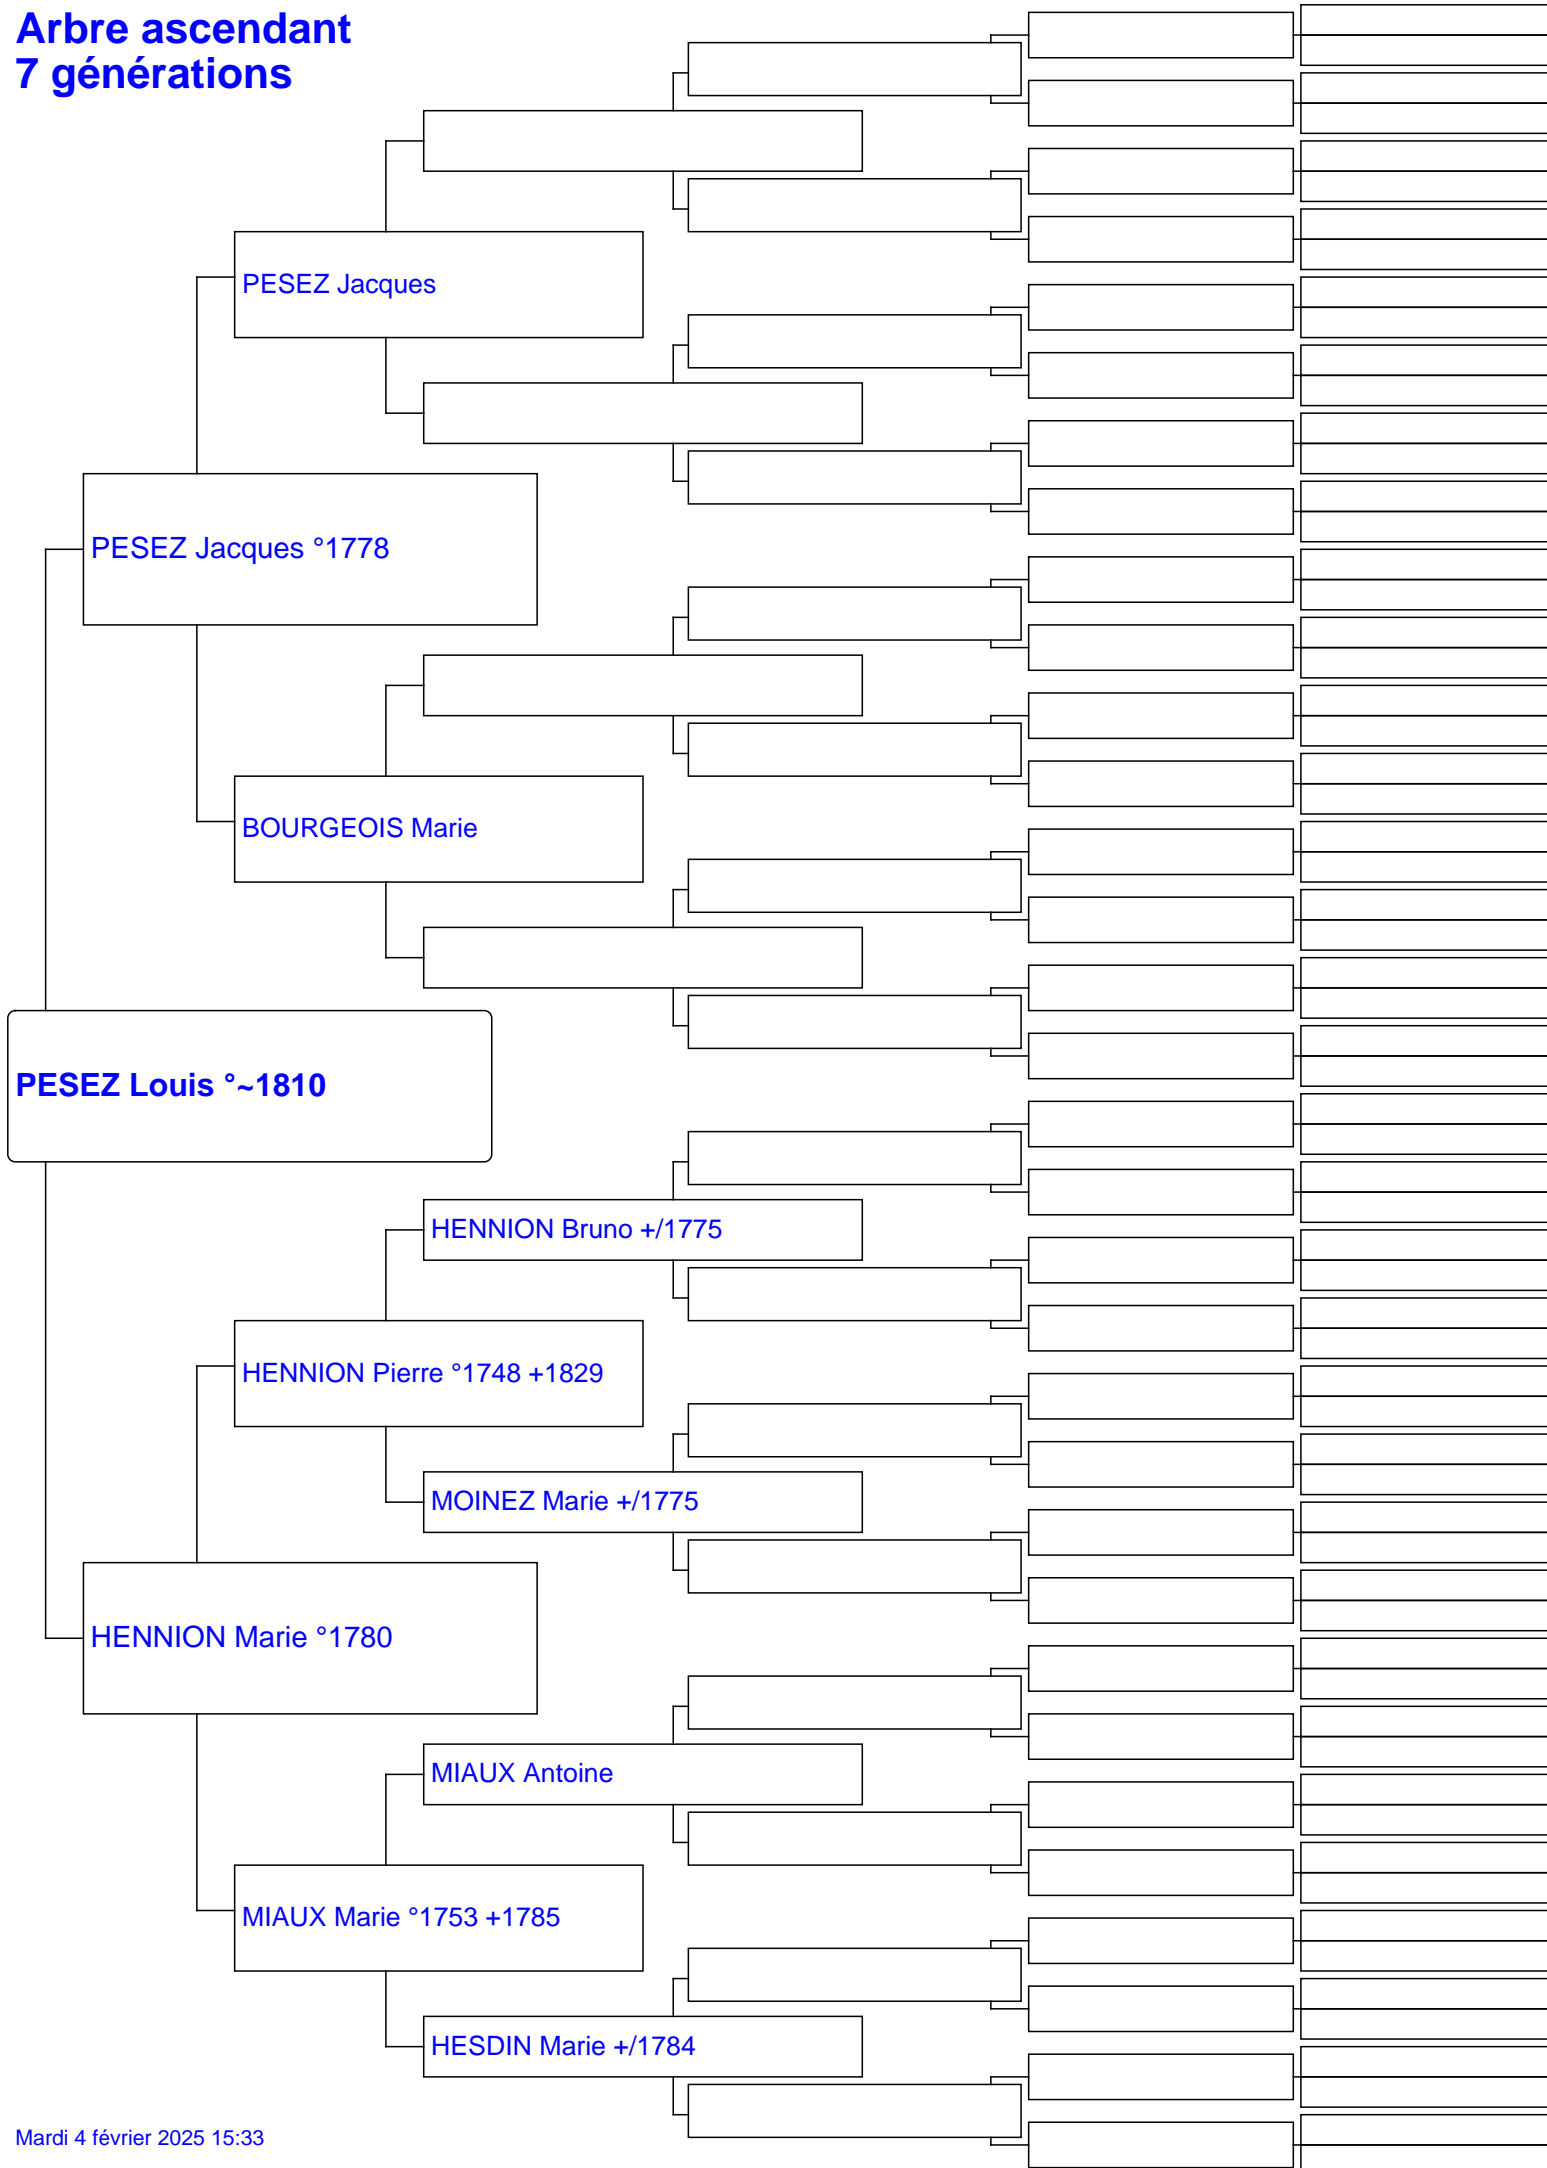 Arbre ascendant
7 générations
PESEZ Jacques
PESEZ Jacques °1778
BOURGEOIS Marie
PESEZ Louis °~1810
HENNION Bruno +/1775
HENNION Pierre °1748 +1829
MOINEZ Marie +/1775
HENNION Marie °1780
MIAUX Antoine
MIAUX Marie °1753 +1785
HESDIN Marie +/1784
Mardi 4 février 2025 15:33